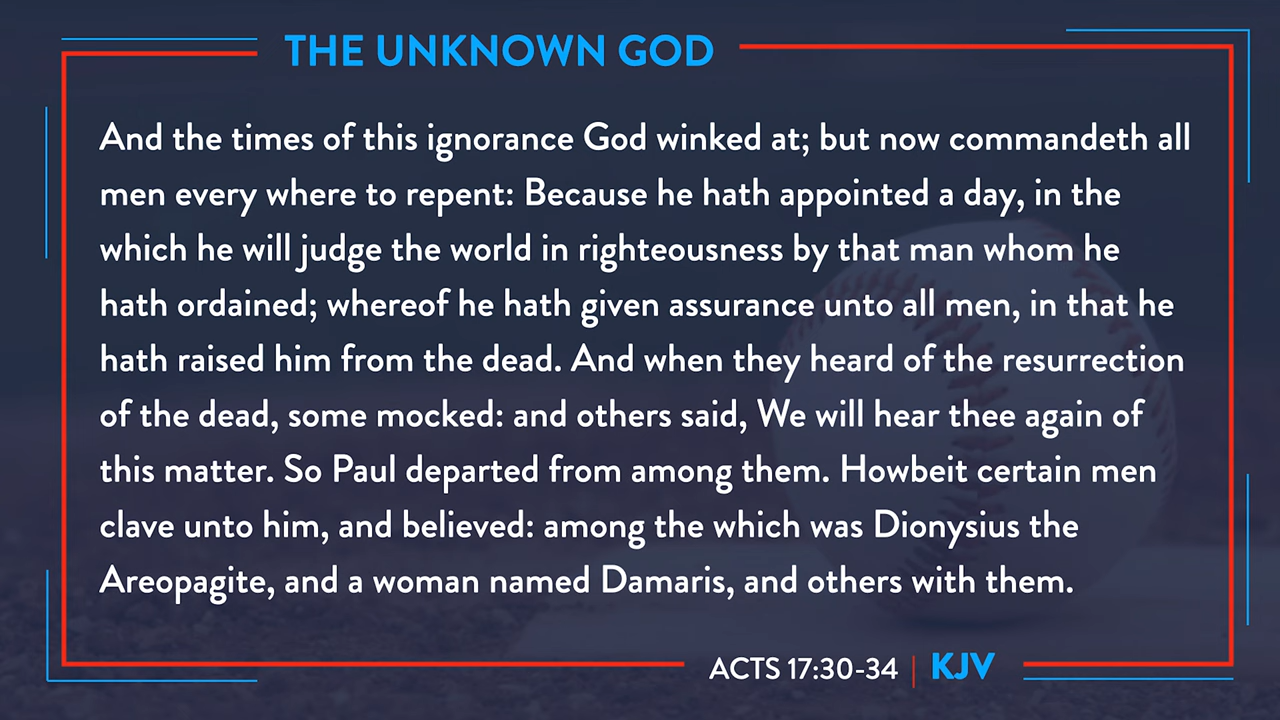 THE UNKNOWN GOD
And the times of this ignorance God winked at; but now commandeth all
men every where to repent: Because he hath appointed a day, in the
which he will judge the world in righteousness by that man whom he
hath ordained; whereof he hath given assurance unto all men, in that he
hath raised him from the dead. And when they heard of the resurrection
of the dead, some mocked: and others said, We will hear thee again of
this matter. So Paul departed from among them. Howbeit certain men
clave unto him, and believed: among the which was Dionysius the
Areopagite, and a woman named Damaris, and others with them.
ACTS 17:30-34 | KJV